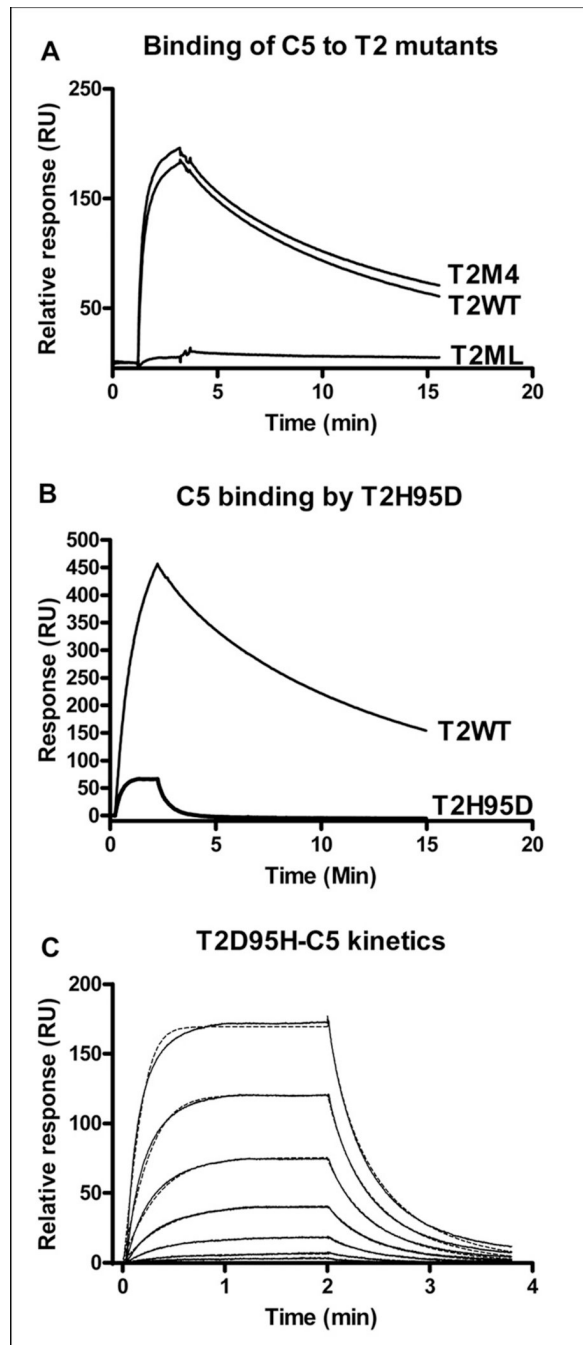 A
Binding of C5 to T2 mutants
250
150
50
Relative response (RU)
T2M4
T2WT
T2ML
0 5 10 15 20
Time (min)
B
C5 binding by T2H95D
500
450
400
350
300
250
200
150
100
50
0
Response (RU)
T2WT
T2H95D
0 5 10 15 20
Time (Min)
C
T2D95H-C5 kinetics
200
150
100
50
0
Relative response (RU)
0 1 2 3 4
Time (min)